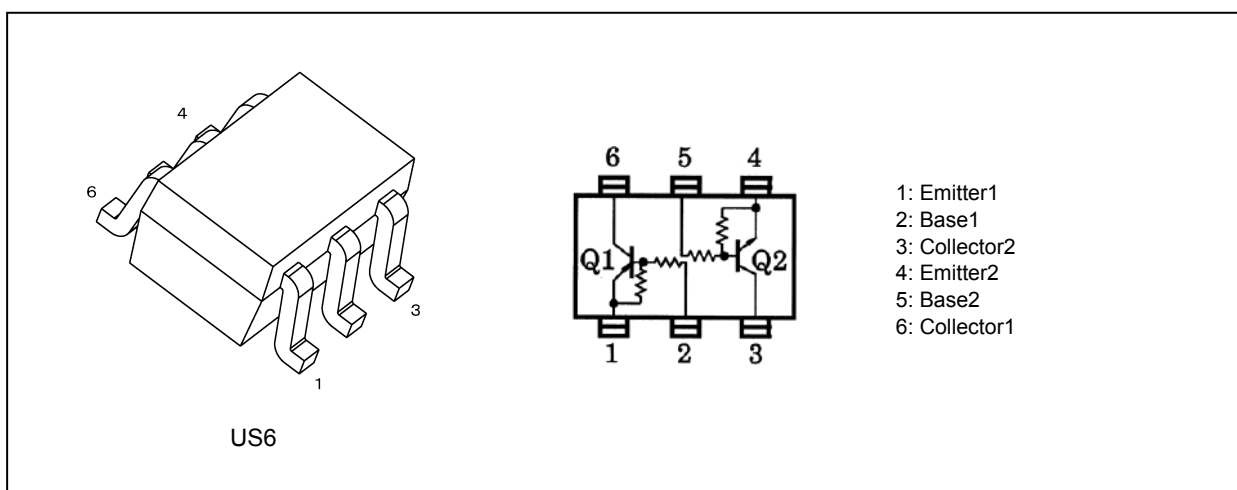 4
6
3
1
US6
6 5 4
Q1 Q2
1 2 3
1: Emitter1
2: Base1
3: Collector2
4: Emitter2
5: Base2
6: Collector1